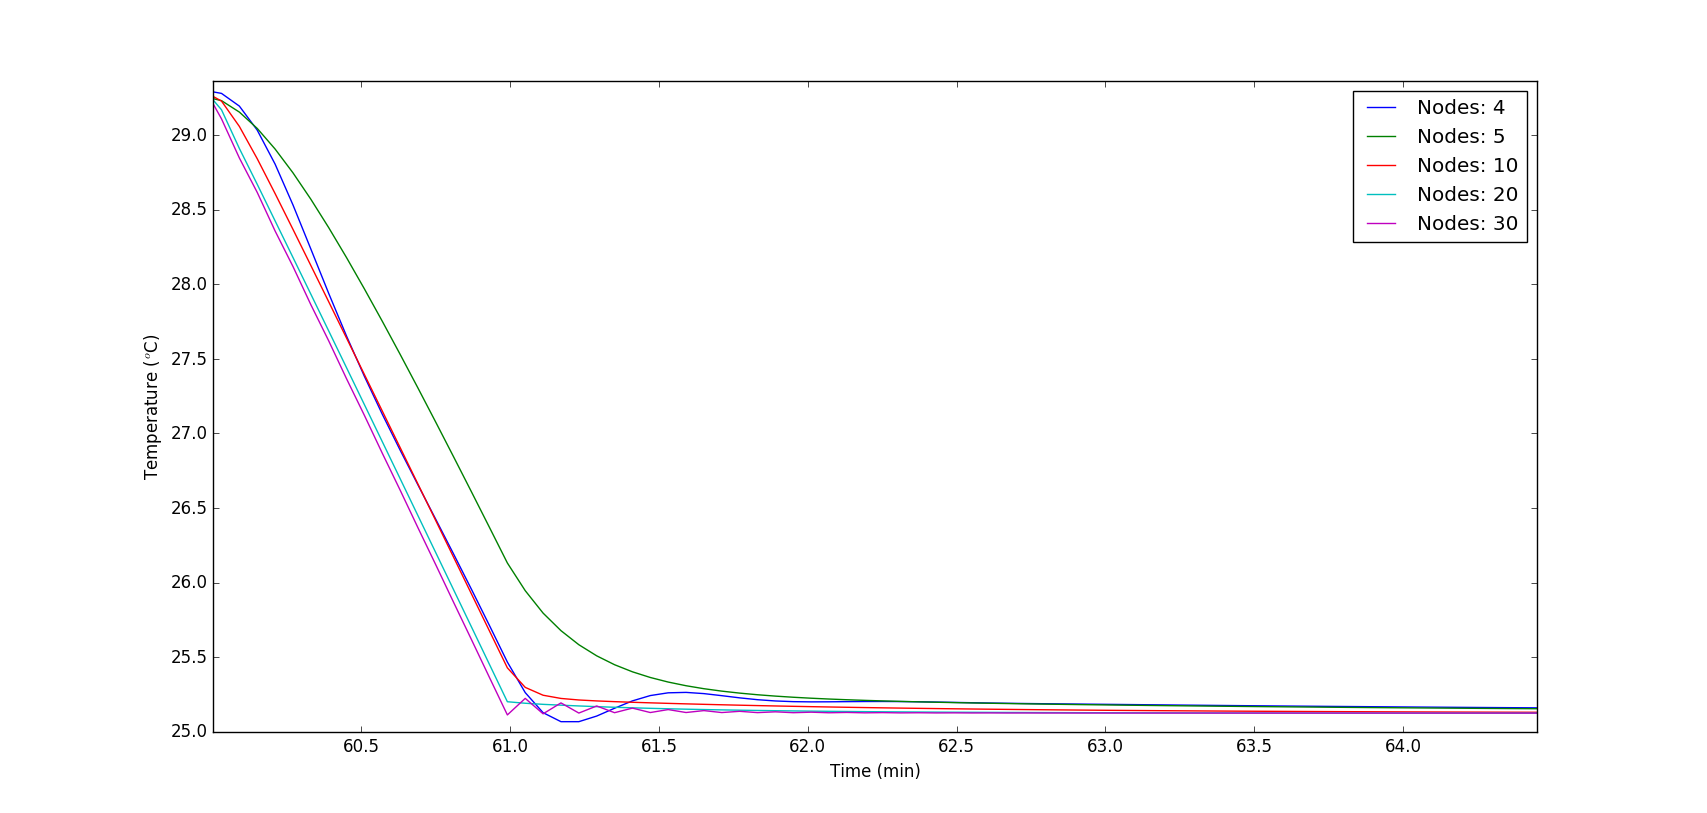 29.0
28.5
28.0
27.5
27.0
26.5
26.0
25.5
25.0
Temperature (°C)
60.5 61.0 61.5 62.0 62.5 63.0 63.5 64.0
Time (min)
Nodes: 4
Nodes: 5
Nodes: 10
Nodes: 20
Nodes: 30